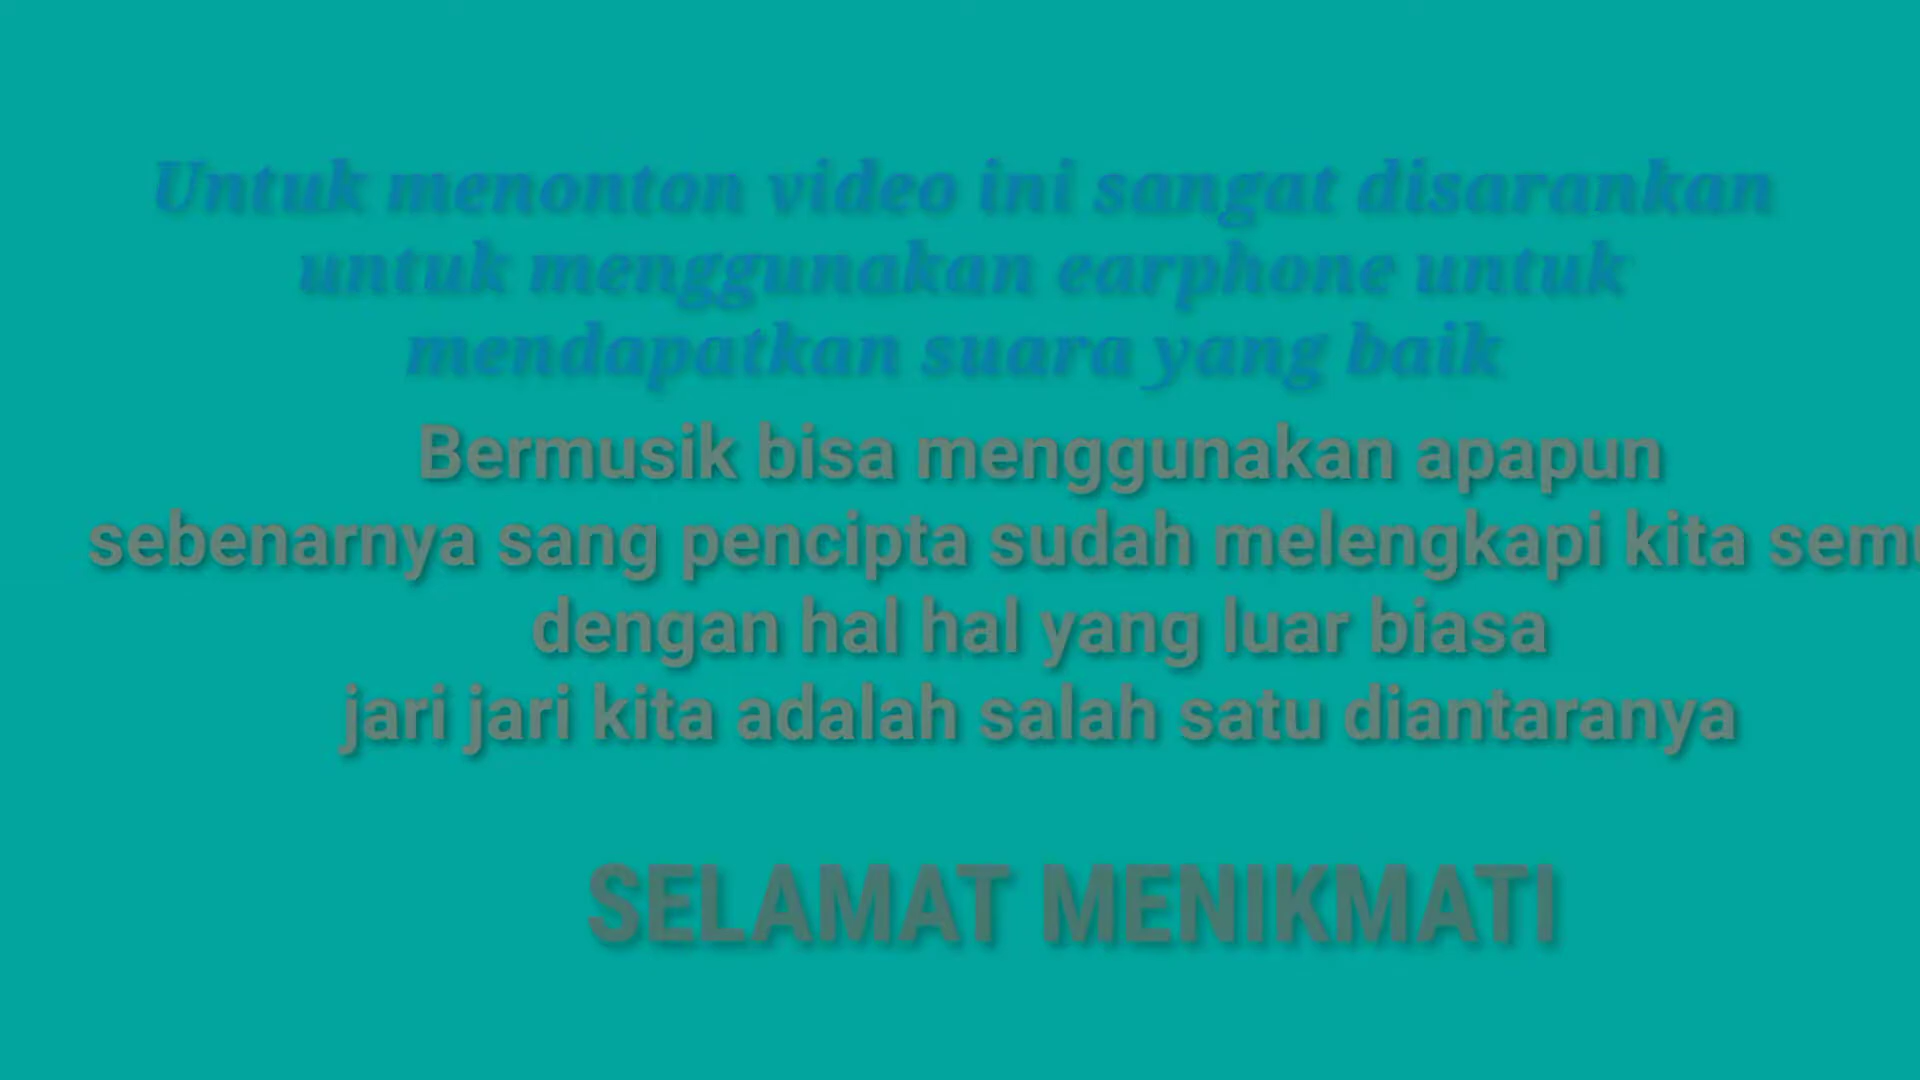 Untuk menonton video ini sangat disarankan
untuk menggunakan earphone untuk
mendapatkan suara yang baik
Bermusik bisa menggunakan apapun
sebenarnya sang pencipta sudah melengkapi kita
dengan hal hal yang luar biasa
jari jari kita adalah salah satu diantaranya
SELAMAT MENIKMATI